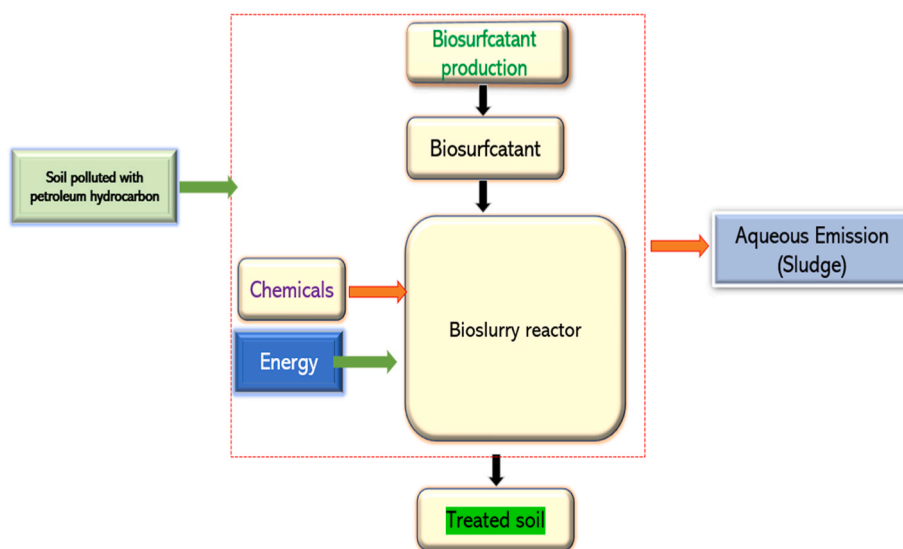 Biosurfcatant
production
Biosurfcatant
Soil polluted with
petroleum hydrocarbon
Aqueous Emission
(Sludge)
Chemicals
Bioslurry reactor
Energy
Treated soil